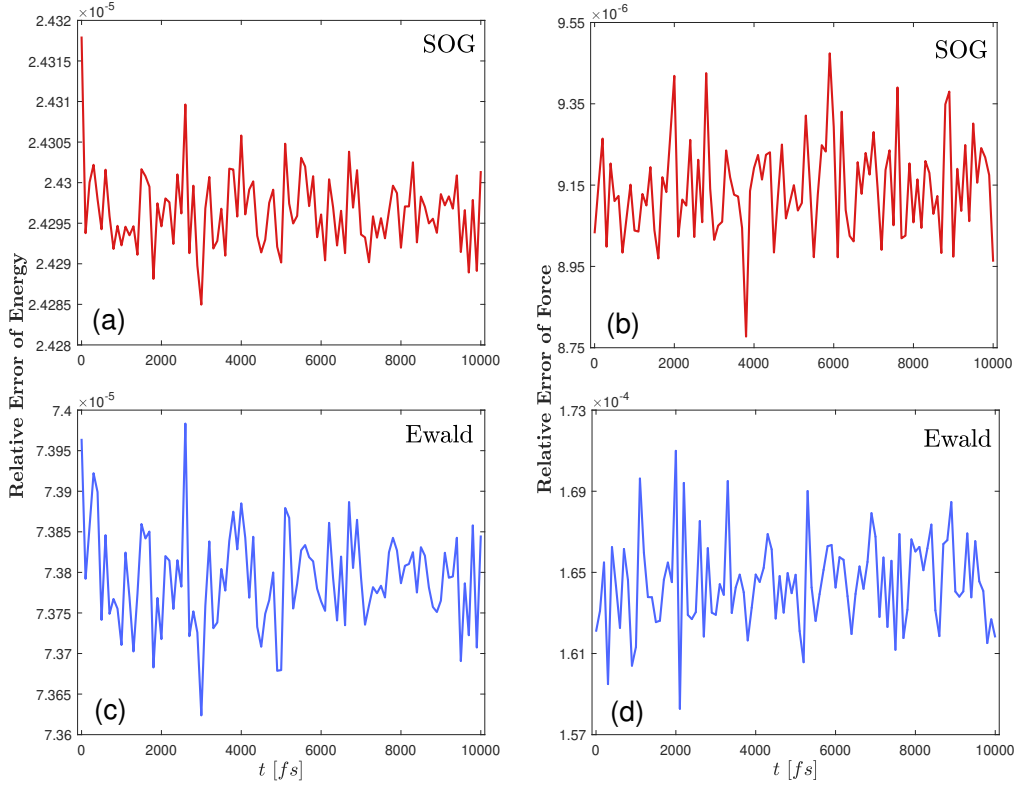 ×10^-5
2.432
2.4315
2.431
2.4305
2.43
2.4295
2.429
2.4285
2.428
SOG
(a)
0 2000 4000 6000 8000 10000
×10^-6
9.55
9.35
9.15
8.95
8.75
SOG
(b)
0 2000 4000 6000 8000 10000
Relative Error of Energy
Relative Error of Force
×10^-5
7.4
7.395
7.39
7.385
7.38
7.375
7.37
7.365
7.36
Ewald
(c)
0 2000 4000 6000 8000 10000
t [fs]
×10^-4
1.73
1.69
1.65
1.61
1.57
Ewald
(d)
0 2000 4000 6000 8000 10000
t [fs]